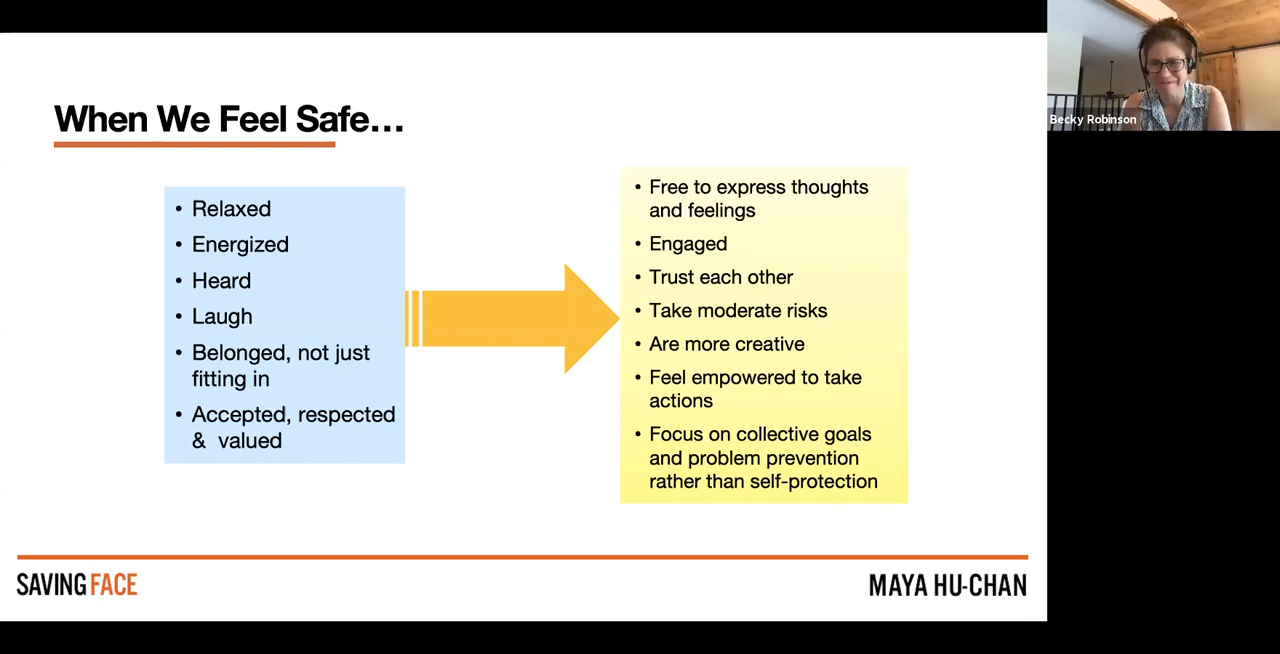 When We Feel Safe…
• Relaxed
• Energized
• Heard
• Laugh
• Belonged, not just
fitting in
• Accepted, respected
& valued
• Free to express thoughts
and feelings
• Engaged
• Trust each other
• Take moderate risks
• Are more creative
• Feel empowered to take
actions
• Focus on collective goals
and problem prevention
rather than self-protection
SAVING FACE
MAYA HU-CHAN
Becky Robinson